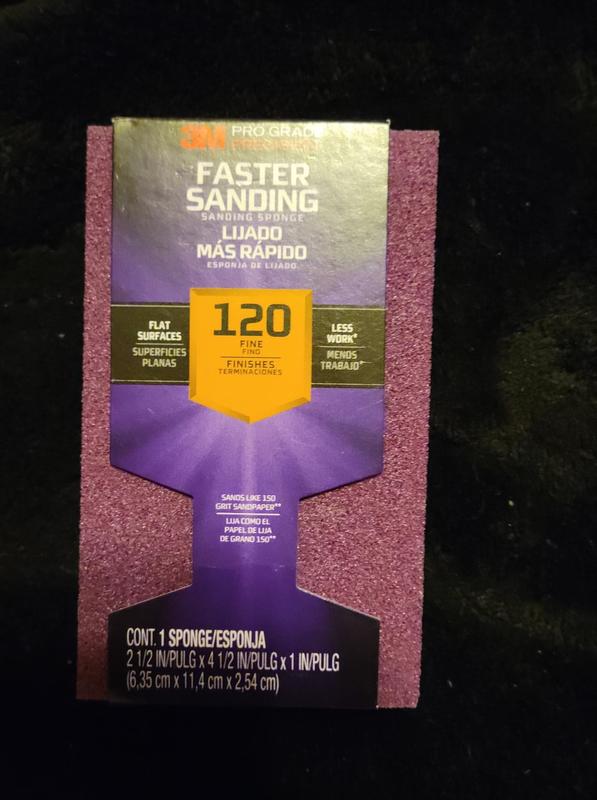 3M PRO GRADE
PRECISION
FASTER
SANDING
SANDING SPONGE
LIJADO
MÁS RÁPIDO
ESPONJA DE LIJADO
FLAT
SURFACES
SUPERFICIES
PLANAS
120
FINE
FINO
FINISHES
TERMINACIONES
LESS
WORK*
MENOS
TRABAJO*
SANDS LIKE 150
GRIT SANDPAPER**
LIJA COMO EL
PAPEL DE LIJA
DE GRANO 150**
CONT. 1 SPONGE/ESPONJA
2 1/2 IN/PULG x 4 1/2 IN/PULG x 1 IN/PULG
(6,35 cm x 11,4 cm x 2,54 cm)